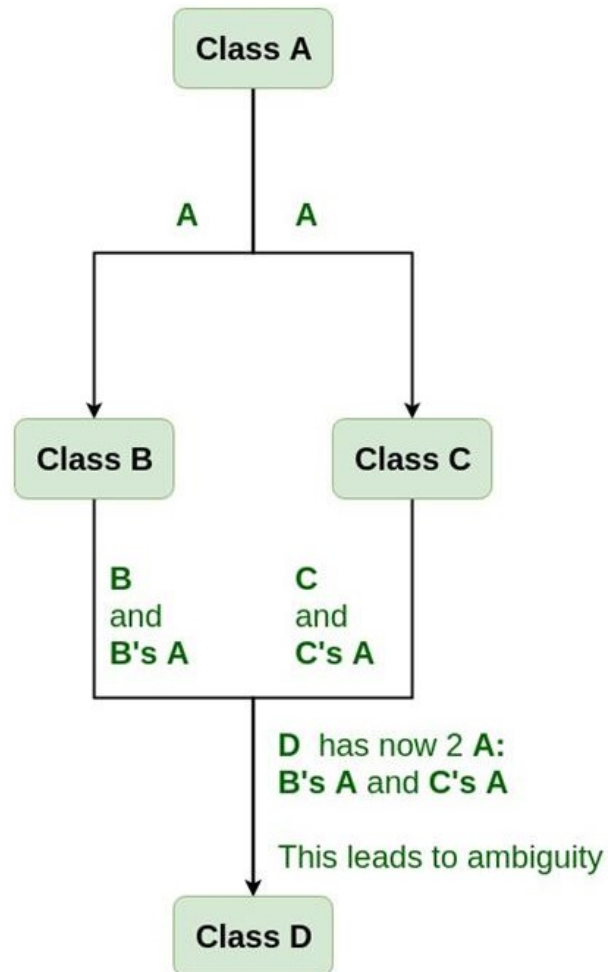 Class A
A
A
Class B
Class C
B
and
B's A
C
and
C's A
D has now 2 A:
B's A and C's A
This leads to ambiguity
Class D